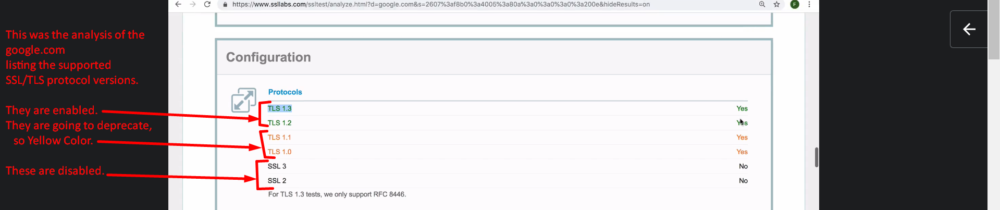 https://www.ssllabs.com/ssltest/analyze.html?d=google.com&s=2607%3af8b0%3a4005%3a80a%3a0%3a0%3a0%3a200e&hideResults=on
F
This was the analysis of the
google.com
listing the supported
SSL/TLS protocol versions.
They are enabled.
They are going to deprecate,
so Yellow Color.
These are disabled.
Configuration
Protocols
TLS 1.3 Yes
TLS 1.2 Yes
TLS 1.1 Yes
TLS 1.0 Yes
SSL 3 No
SSL 2 No
For TLS 1.3 tests, we only support RFC 8446.